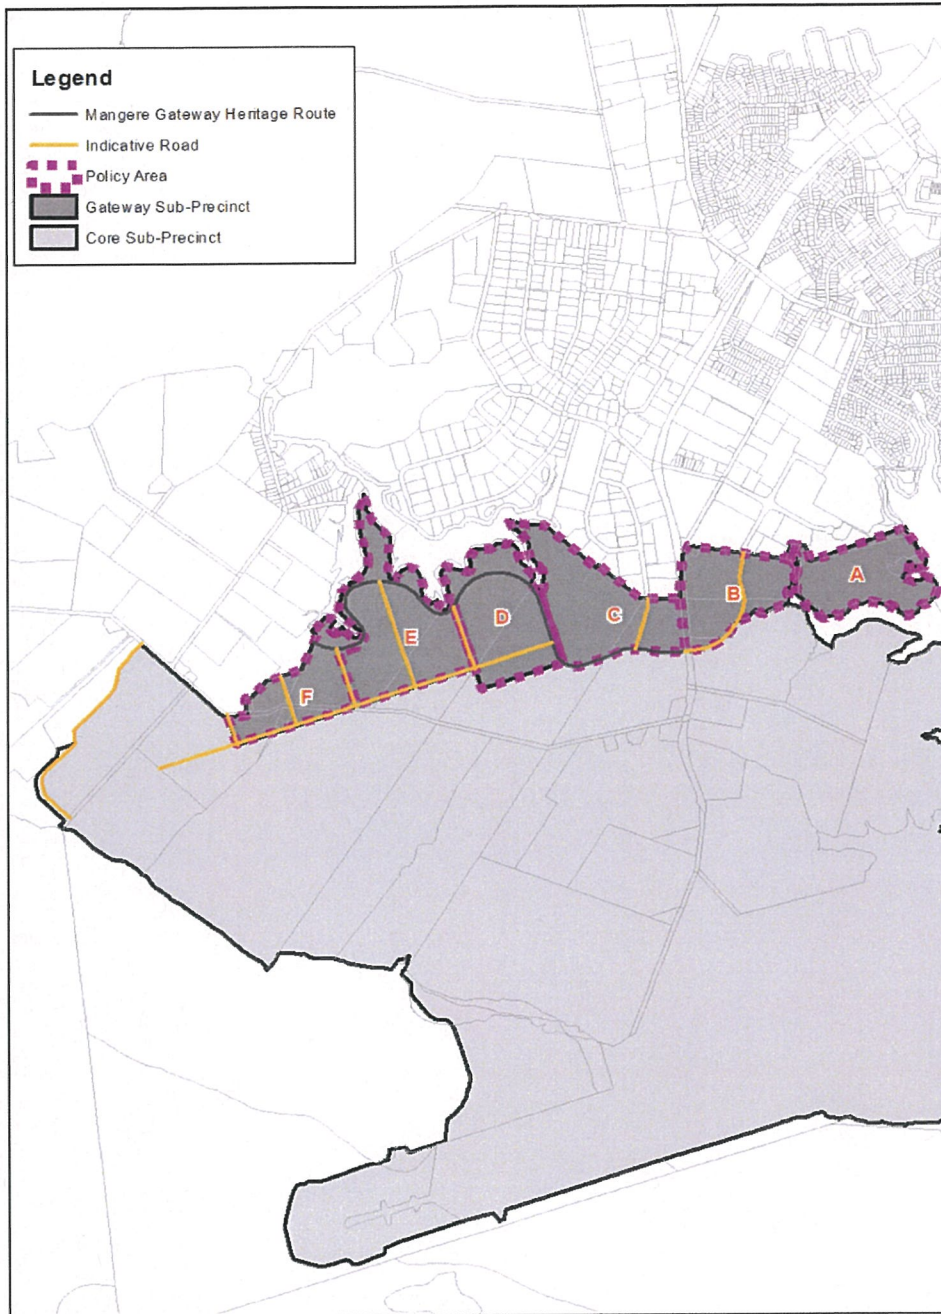 Legend
Mangere Gateway Heritage Route
Indicative Road
Policy Area
Gateway Sub-Precinct
Core Sub-Precinct
A
B
C
D
E
F